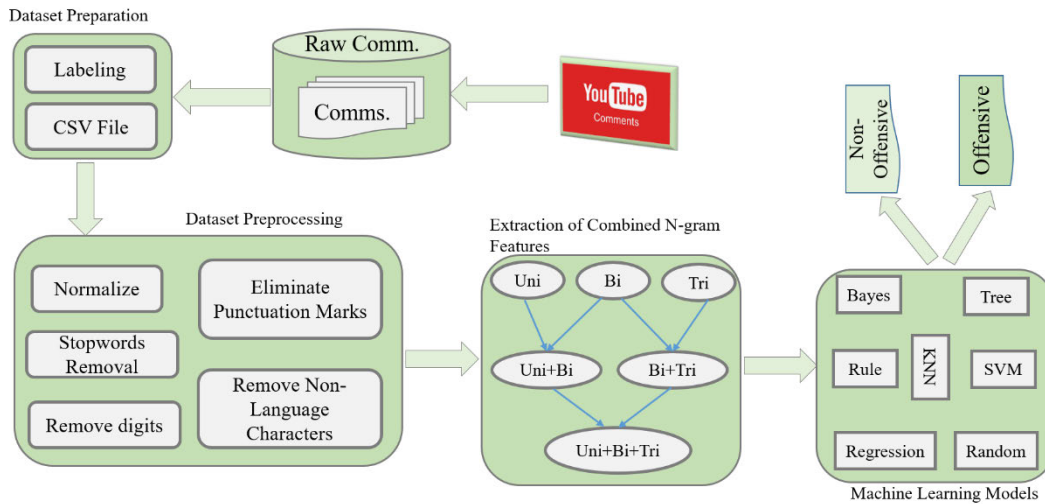 Dataset Preparation
Labeling
CSV File
Raw Comm.
Comms.
YouTube
Comments
Non-
Offensive
Offensive
Dataset Preprocessing
Normalize
Stopwords
Removal
Remove digits
Eliminate
Punctuation Marks
Remove Non-
Language
Characters
Extraction of Combined N-gram
Features
Uni
Bi
Tri
Uni+Bi
Bi+Tri
Uni+Bi+Tri
Bayes
Tree
Rule
KNN
SVM
Regression
Random
Machine Learning Models